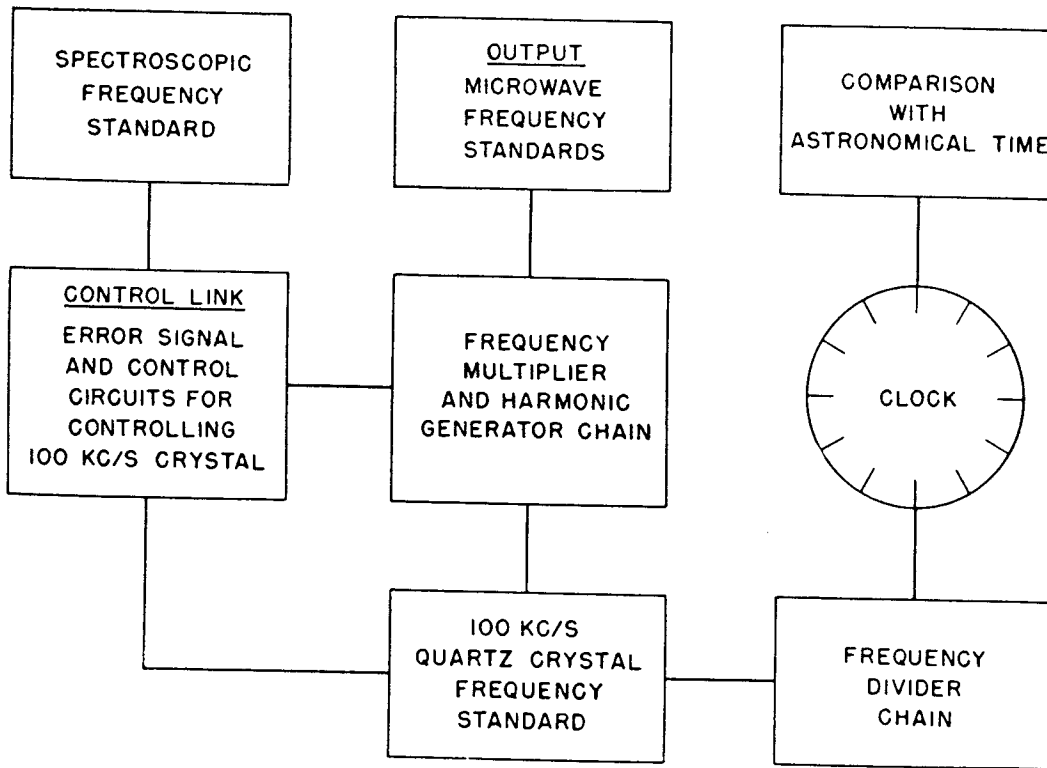 SPECTROSCOPIC
FREQUENCY
STANDARD
OUTPUT
MICROWAVE
FREQUENCY
STANDARDS
COMPARISON
WITH
ASTRONOMICAL TIME
CONTROL LINK
ERROR SIGNAL
AND CONTROL
CIRCUITS FOR
CONTROLLING
100 KC/S CRYSTAL
FREQUENCY
MULTIPLIER
AND HARMONIC
GENERATOR CHAIN
CLOCK
100 KC/S
QUARTZ CRYSTAL
FREQUENCY
STANDARD
FREQUENCY
DIVIDER
CHAIN